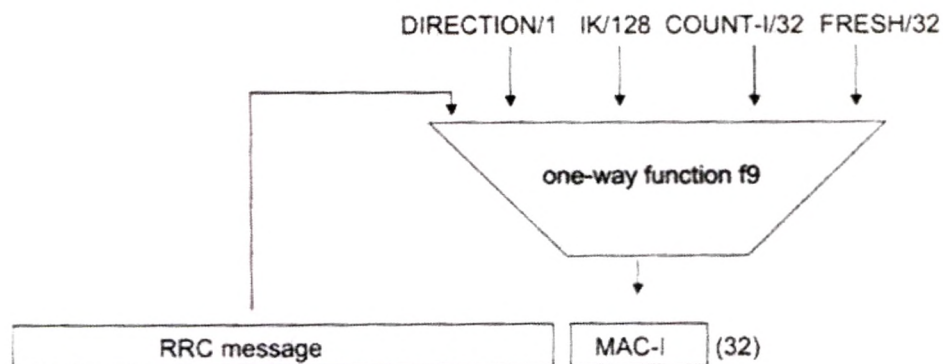 DIRECTION/1 IK/128 COUNT-I/32 FRESH/32
one-way function f9
RRC message MAC-I (32)